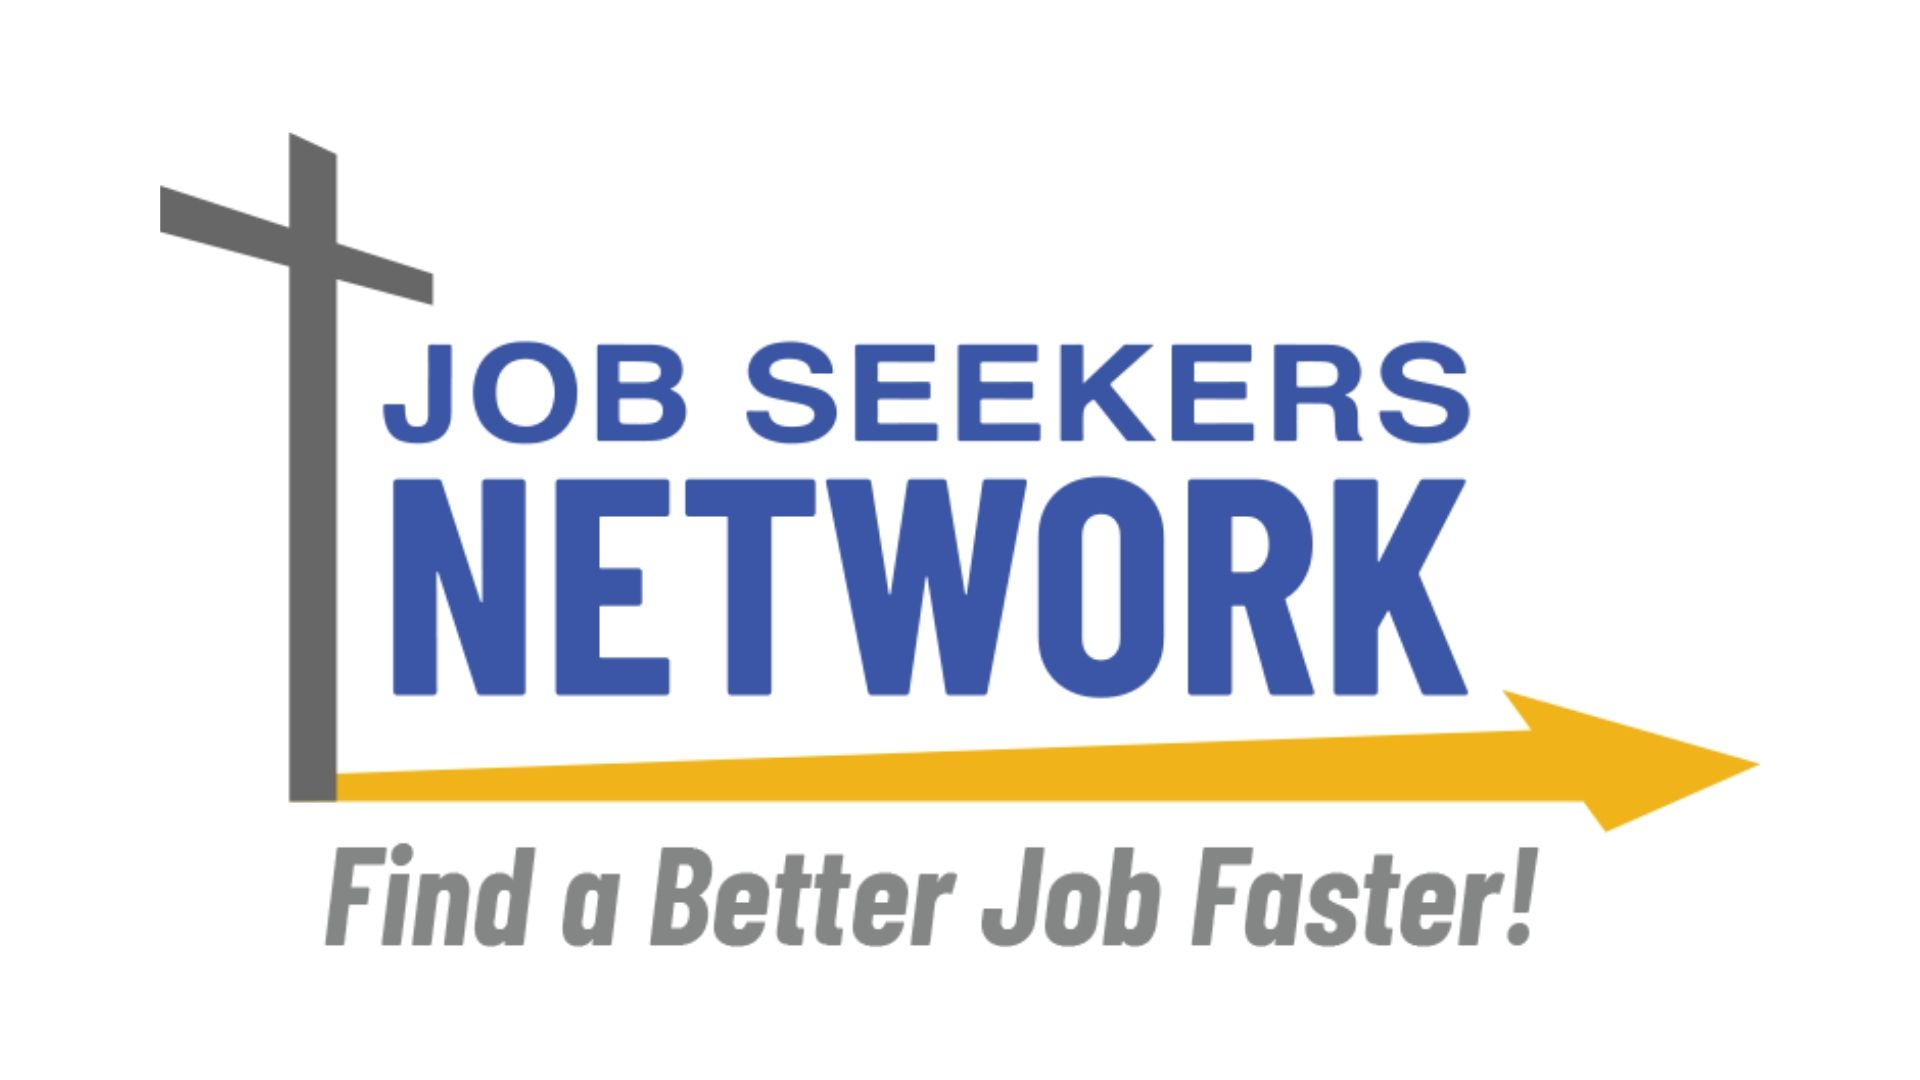 JOB SEEKERS
NETWORK
Find a Better Job Faster!